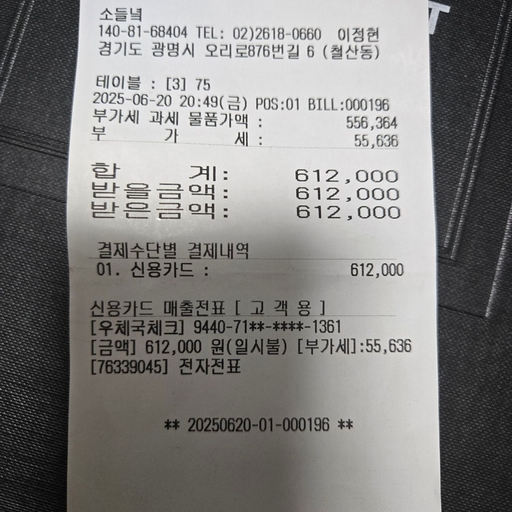 소들녘
140-81-68404 TEL: 02)2618-0660 이정현
경기도 광명시 오리로876번길 6 (철산동)
테이블 : [3] 75
2025-06-20 20:49(금) POS:01 BILL:000196
부가세 과세 물품가액 : 556,364
부 가 세 : 55,636
합 계: 612,000
받을금액: 612,000
받은금액: 612,000
결제수단별 결제내역
01. 신용카드 : 612,000
신용카드 매출전표 [ 고 객 용 ]
[우체국체크] 9440-71**-****-1361
[금액] 612,000 원(일시불) [부가세]:55,636
[76339045] 전자전표
** 20250620-01-000196 **